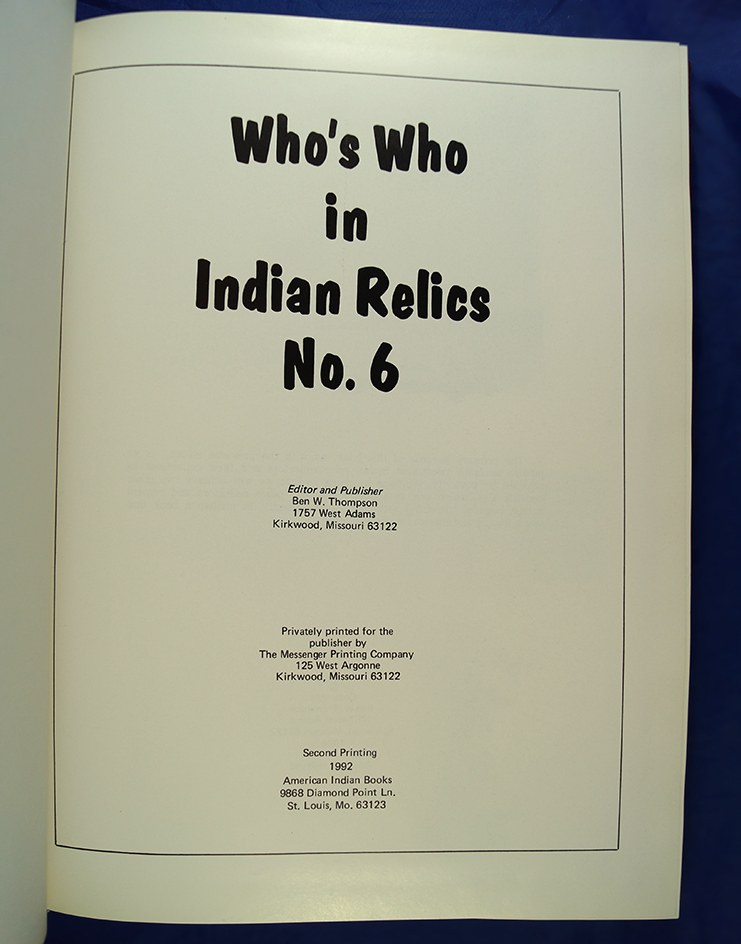 Who's Who
in
Indian Relics
No. 6
Editor and Publisher
Ben W. Thompson
1757 West Adams
Kirkwood, Missouri 63122
Privately printed for the
publisher by
The Messenger Printing Company
125 West Argonne
Kirkwood, Missouri 63122
Second Printing
1992
American Indian Books
9868 Diamond Point Ln.
St. Louis, Mo. 63123